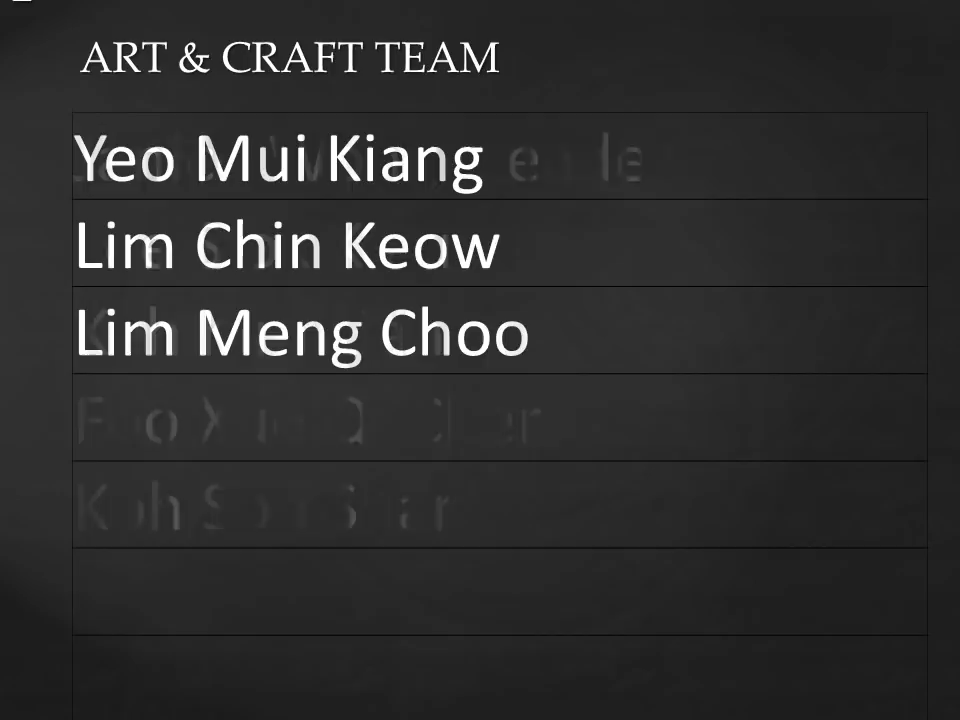 ART & CRAFT TEAM
Yeo Mui Kiang
Lim Chin Keow
Lim Meng Choo